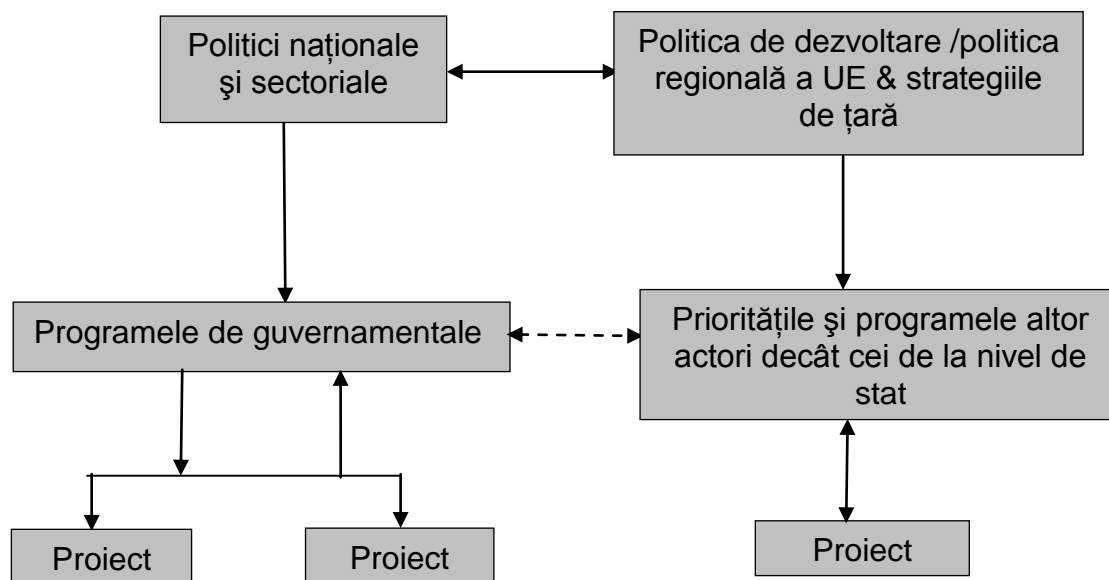 Politici naționale
şi sectoriale
Politica de dezvoltare /politica
regională a UE & strategiile
de țară
Programele de guvernamentale
Prioritățile şi programele altor
actori decât cei de la nivel de
stat
Proiect
Proiect
Proiect